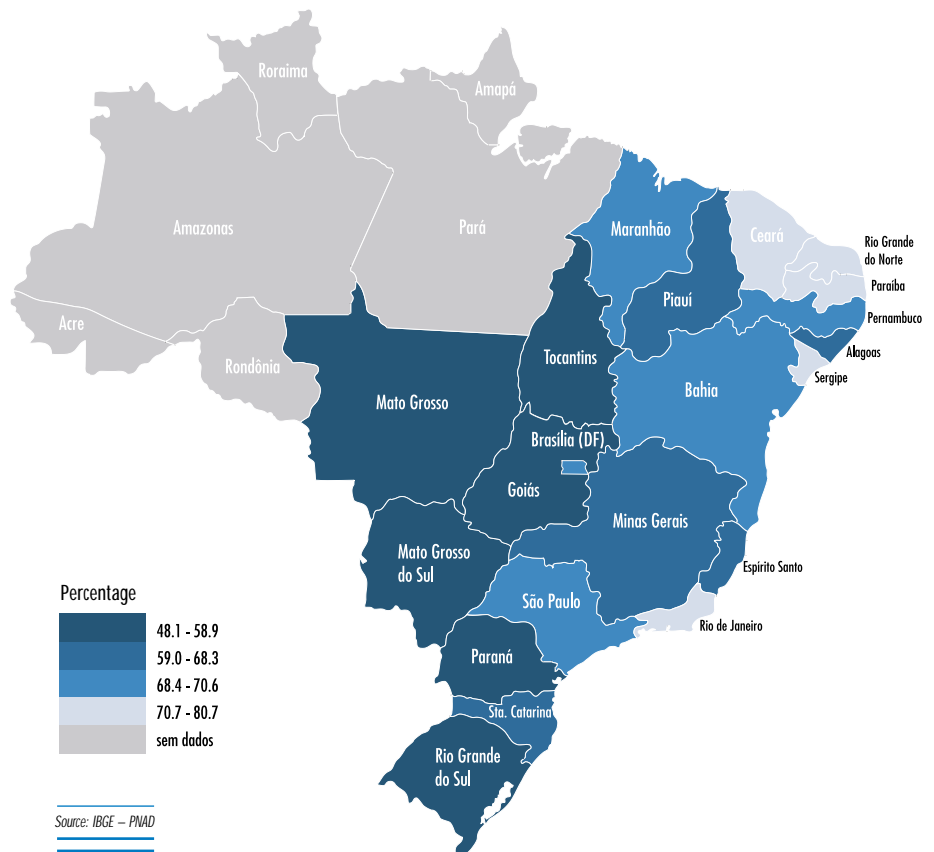 Roraima
Amapá
Amazonas
Pará
Maranhão
Ceará
Rio Grande
do Norte
Paraíba
Piauí
Pernambuco
Acre
Rondônia
Tocantins
Alagoas
Sergipe
Mato Grosso
Bahia
Brasília (DF)
Goiás
Minas Gerais
Mato Grosso
do Sul
Espírito Santo
São Paulo
Rio de Janeiro
Paraná
Sta. Catarina
Rio Grande
do Sul
Percentage
48.1 - 58.9
59.0 - 68.3
68.4 - 70.6
70.7 - 80.7
sem dados
Source: IBGE – PNAD